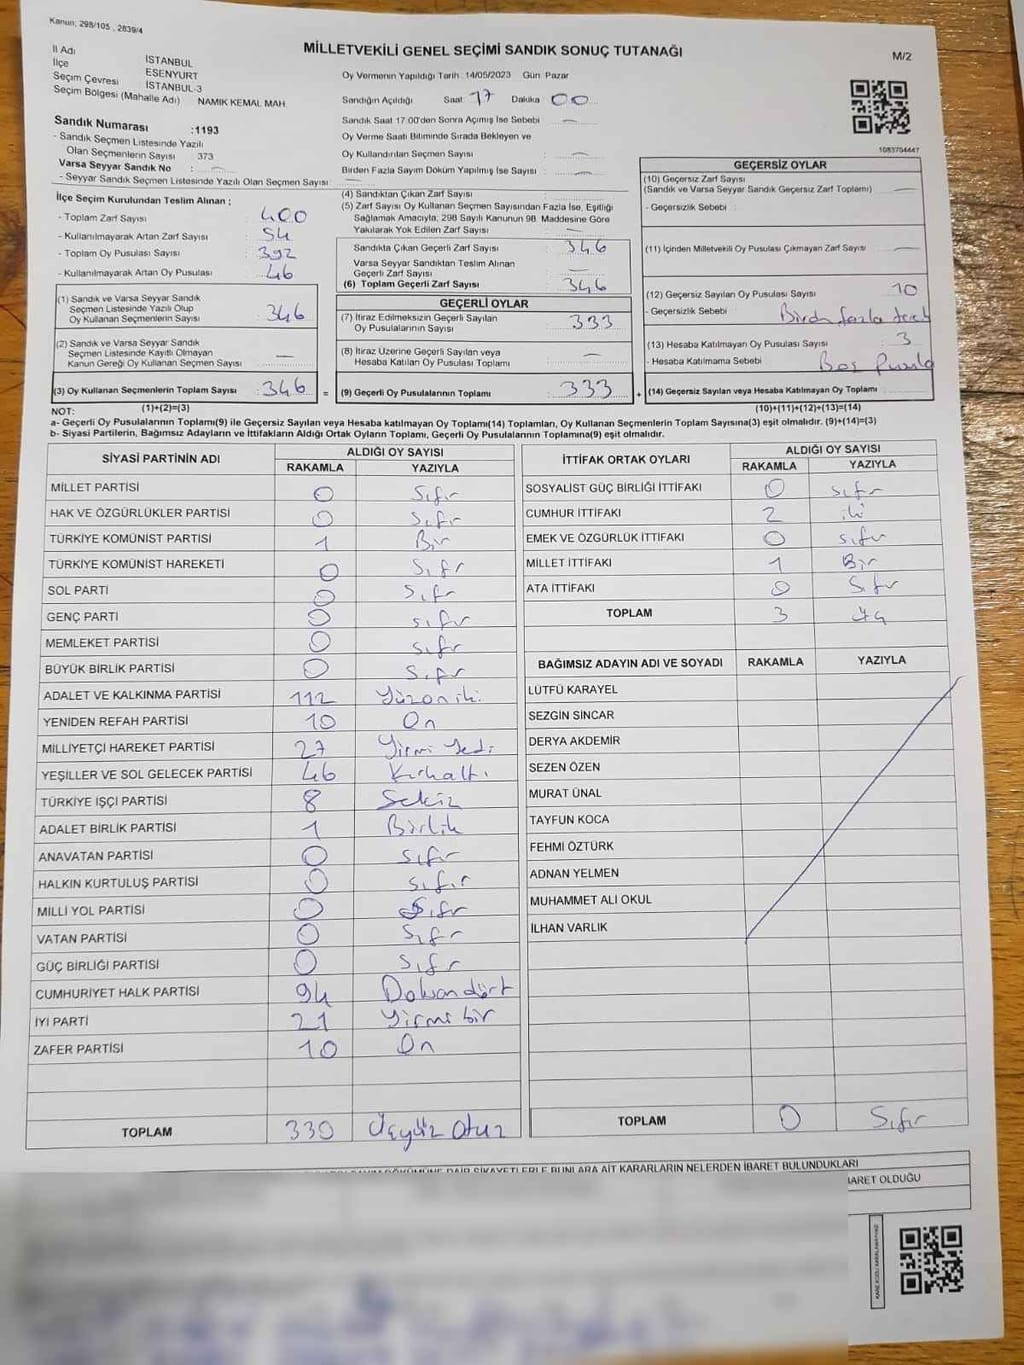 Kanun; 298/105 , 2839/4
MİLLETVEKİLİ GENEL SEÇİMİ SANDIK SONUÇ TUTANAĞI
M/2
İl Adı İSTANBUL
İlçe ESENYURT
Seçim Çevresi İSTANBUL-3
Seçim Bölgesi (Mahalle Adı) NAMIK KEMAL MAH
Sandık Numarası :1193
- Sandık Seçmen Listesinde Yazılı
Olan Seçmenlerin Sayısı 373
Varsa Seyyar Sandık No : —
- Seyyar Sandık Seçmen Listesinde Yazılı Olan Seçmen Sayısı : —
Oy Vermenin Yapıldığı Tarih :14/05/2023 Gün Pazar
Sandığın Açıldığı Saat 17 Dakika 00
Sandık Saat 17:00'den Sonra Açımış İse Sebebi : —
Oy Verme Saati Bitiminde Sırada Bekleyen ve
Oy Kullandırılan Seçmen Sayısı : —
Birden Fazla Sayım Döküm Yapılmış İse Sayısı : —
1083704447
İlçe Seçim Kurulundan Teslim Alınan ;
- Toplam Zarf Sayısı : 400
- Kullanılmayarak Artan Zarf Sayısı : 54
- Toplam Oy Pusulası Sayısı : 392
- Kullanılmayarak Artan Oy Pusulası : 46
(1) Sandık ve Varsa Seyyar Sandık
Seçmen Listesinde Yazılı Olup
Oy Kullanan Seçmenlerin Sayısı : 346
(2) Sandık ve Varsa Seyyar Sandık
Seçmen Listesinde Kayıtlı Olmayan
Kanun Gereği Oy Kullanan Seçmen Sayısı : —
(3) Oy Kullanan Seçmenlerin Toplam Sayısı : 346 =
(4) Sandıktan Çıkan Zarf Sayısı : —
(5) Zarf Sayısı Oy Kullanan Seçmen Sayısından Fazla İse, Eşitliği
Sağlamak Amacıyla, 298 Sayılı Kanunun 98. Maddesine Göre
Yakılarak Yok Edilen Zarf Sayısı : —
Sandıkta Çıkan Geçerli Zarf Sayısı : 346
Varsa Seyyar Sandıktan Teslim Alınan
Geçerli Zarf Sayısı : —
(6) Toplam Geçerli Zarf Sayısı : 346
GEÇERLİ OYLAR
(7) İtiraz Edilmeksizin Geçerli Sayılan
Oy Pusulalarının Sayısı : 333
(8) İtiraz Üzerine Geçerli Sayılan veya
Hesaba Katılan Oy Pusulası Sayısı : —
(9) Geçerli Oy Pusulalarının Toplamı : 333 +
GEÇERSİZ OYLAR
(10) Geçersiz Zarf Sayısı
(Sandık ve Varsa Seyyar Sandık Geçersiz Zarf Toplamı) : —
- Geçersizlik Sebebi :
(11) İçinden Milletvekili Oy Pusulası Çıkmayan Zarf Sayısı : —
(12) Geçersiz Sayılan Oy Pusulası Sayısı : 10
- Geçersizlik Sebebi : Birden fazla
(13) Hesaba Katılmayan Oy Pusulası Sayısı : 3
- Hesaba Katılmama Sebebi : Boş Pusula
(14) Geçersiz Sayılan veya Hesaba Katılmayan Oy Toplamı :
NOT: (1)+(2)=(3) (10)+(11)+(12)+(13)=(14)
a- Geçerli Oy Pusulalarının Toplamı(9) ile Geçersiz Sayılan veya Hesaba katılmayan Oy Toplamı(14) Toplamları, Oy Kullanan Seçmenlerin Toplam Sayısına(3) eşit olmalıdır. (9)+(14)=(3)
b- Siyasi Partilerin, Bağımsız Adayların ve İttifakların Aldığı Ortak Oyların Toplamı, Geçerli Oy Pusulalarının Toplamına(9) eşit olmalıdır.
SİYASİ PARTİNİN ADI ALDIĞI OY SAYISI
RAKAMLA YAZIYLA
MİLLET PARTİSİ 0 Sıfır
HAK VE ÖZGÜRLÜKLER PARTİSİ 0 Sıfır
TÜRKİYE KOMÜNİST PARTİSİ 1 Bir
TÜRKİYE KOMÜNİST HAREKETİ 0 Sıfır
SOL PARTİ 0 Sıfır
GENÇ PARTİ 0 sıfır
MEMLEKET PARTİSİ 0 sıfır
BÜYÜK BİRLİK PARTİSİ 0 Sıfır
ADALET VE KALKINMA PARTİSİ 112 Yüzoniki
YENİDEN REFAH PARTİSİ 10 On
MİLLİYETÇİ HAREKET PARTİSİ 27 Yirmi Yedi
YEŞİLLER VE SOL GELECEK PARTİSİ 46 Kırkaltı
TÜRKİYE İŞÇİ PARTİSİ 8 Sekiz
ADALET BİRLİK PARTİSİ 1 Birlik
ANAVATAN PARTİSİ 0 sıfır
HALKIN KURTULUŞ PARTİSİ 0 sıfır
MİLLİ YOL PARTİSİ 0 Sıfır
VATAN PARTİSİ 0 Sıfır
GÜÇ BİRLİĞİ PARTİSİ 0 Sıfır
CUMHURİYET HALK PARTİSİ 94 Doksandört
İYİ PARTİ 21 Yirmi bir
ZAFER PARTİSİ 10 On
TOPLAM 330 Üçyüz Otuz
İTTİFAK ORTAK OYLARI ALDIĞI OY SAYISI
RAKAMLA YAZIYLA
SOSYALİST GÜÇ BİRLİĞİ İTTİFAKI 0 sıfır
CUMHUR İTTİFAKI 2 iki
EMEK VE ÖZGÜRLÜK İTTİFAKI 0 sıfır
MİLLET İTTİFAKI 1 Bir
ATA İTTİFAKI 0 Sıfır
TOPLAM 3 üç
BAĞIMSIZ ADAYIN ADI VE SOYADI RAKAMLA YAZIYLA
LÜTFÜ KARAYEL
SEZGİN SİNCAR
DERYA AKDEMİR
SEZEN ÖZEN
MURAT ÜNAL
TAYFUN KOCA
FEHMİ ÖZTÜRK
ADNAN YELMEN
MUHAMMET ALİ OKUL
İLHAN VARLIK
TOPLAM 0 Sıfır
DÖKÜMÜNE DAİR ŞİKAYETLERLE BUNLARA AİT KARARLARIN NELERDEN İBARET BULUNDUKLARI
BARET OLDUĞU